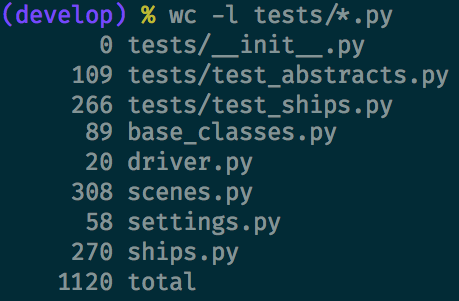 (develop) % wc -l tests/*.py
0 tests/__init__.py
109 tests/test_abstracts.py
266 tests/test_ships.py
89 base_classes.py
20 driver.py
308 scenes.py
58 settings.py
270 ships.py
1120 total